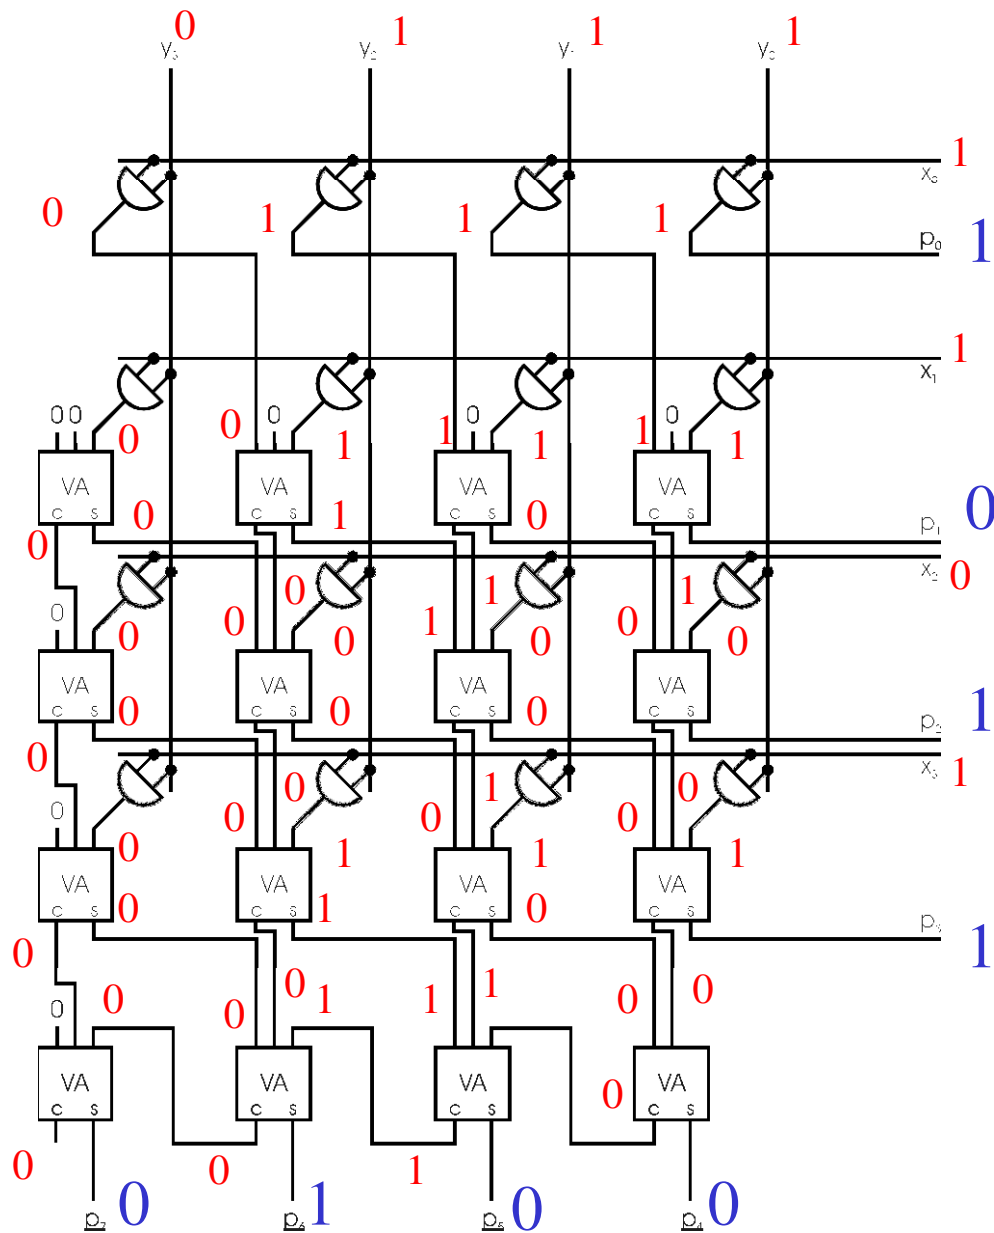 0 1 1 1
y₃ y₂ y₁ y₀
1
x₀
0 1 1 1
p₀ 1
1
x₁
0 0 0 0 0
0 0 1 1 1 1 1
VA VA VA VA
C S C S C S C S
0 0 1 0 p₁ 0
x₂ 0
0 1 1
0 0 0 0 1 0 0 0
VA VA VA VA
C S 0 C S 0 C S C S
0 p₂ 1
x₃ 1
0 1 0
0 0 0 0
0 1 1 1
VA VA VA VA
C S 0 C S 1 C S 0 C S
p₃ 1
0
0 0 1 1 0
0 0 1 0
VA VA VA VA
C S C S C S 0 C S
0 0 1
p₇ 0 p₆ 1 p₅ 0 p₄ 0